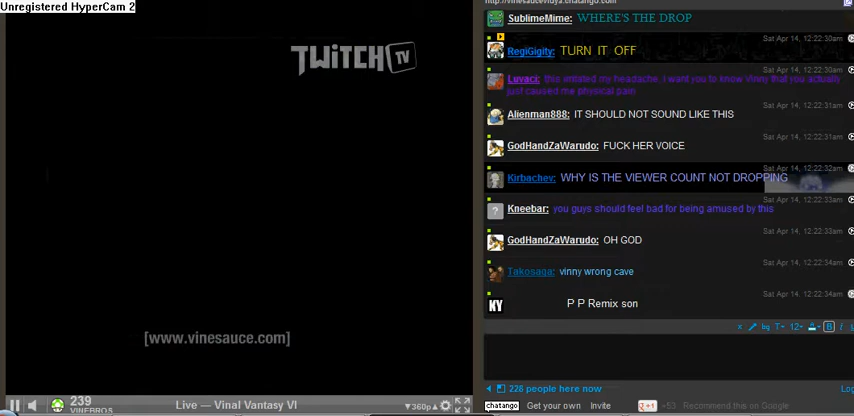 Unregistered HyperCam 2
http://vinesaucevidya.chatango.com
TWITCH TV
SublimeMime: WHERE'S THE DROP
Sat Apr 14, 12:22:30am
RegiGigity: TURN IT OFF
Sat Apr 14, 12:22:30am
Luvaci: this irritated my headache. I want you to know Vinny that you actually
just caused me physical pain
Sat Apr 14, 12:22:31am
Alienman888: IT SHOULD NOT SOUND LIKE THIS
Sat Apr 14, 12:22:31am
GodHandZaWarudo: FUCK HER VOICE
Sat Apr 14, 12:22:32am
Kirbachev: WHY IS THE VIEWER COUNT NOT DROPPING
Sat Apr 14, 12:22:33am
Kneebar: you guys should feel bad for being amused by this
Sat Apr 14, 12:22:33am
GodHandZaWarudo: OH GOD
Sat Apr 14, 12:22:34am
Takosaga: vinny wrong cave
Sat Apr 14, 12:22:34am
KY P P Remix son
[www.vinesauce.com]
x bg T 12 B i
228 people here now
Log
239
VINEBROS
Live — Vinal Vantasy VI
360p
chatango Get your own Invite +1 +53 Recommend this on Google